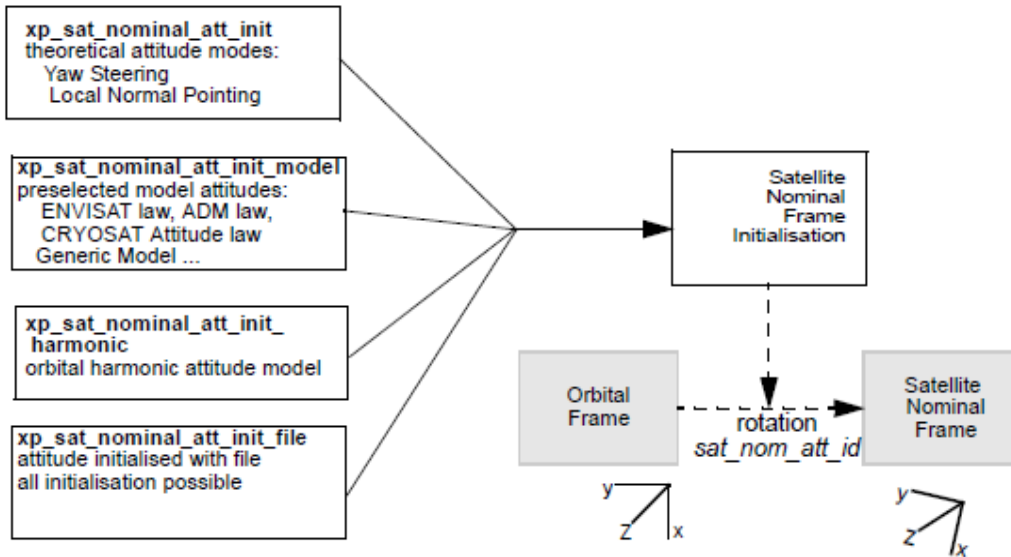 xp_sat_nominal_att_init
theoretical attitude modes:
Yaw Steering
Local Normal Pointing
xp_sat_nominal_att_init_model
preselected model attitudes:
ENVISAT law, ADM law,
CRYOSAT Attitude law
Generic Model ...
xp_sat_nominal_att_init_
harmonic
orbital harmonic attitude model
xp_sat_nominal_att_init_file
attitude initialised with file
all initialisation possible
Satellite
Nominal
Frame
Initialisation
Orbital
Frame
rotation
sat_nom_att_id
Satellite
Nominal
Frame
y
Z
x
y
z
x